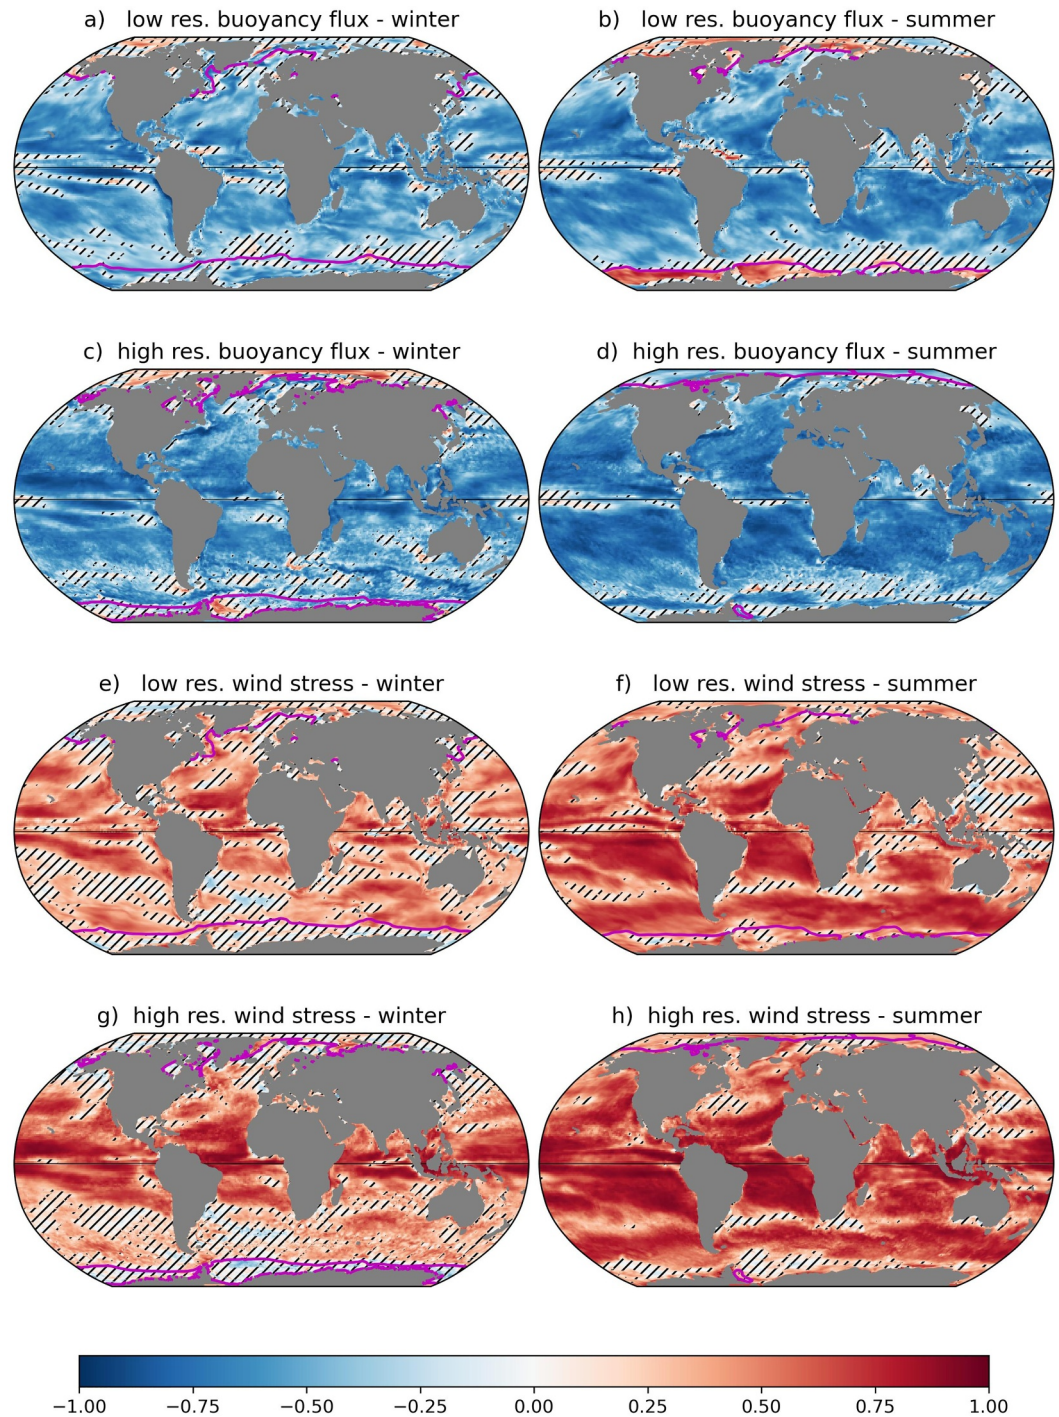 a)   low res. buoyancy flux - winter
b)   low res. buoyancy flux - summer
c)  high res. buoyancy flux - winter
d)  high res. buoyancy flux - summer
e)   low res. wind stress - winter
f)   low res. wind stress - summer
g)  high res. wind stress - winter
h)  high res. wind stress - summer
−1.00 −0.75 −0.50 −0.25 0.00 0.25 0.50 0.75 1.00